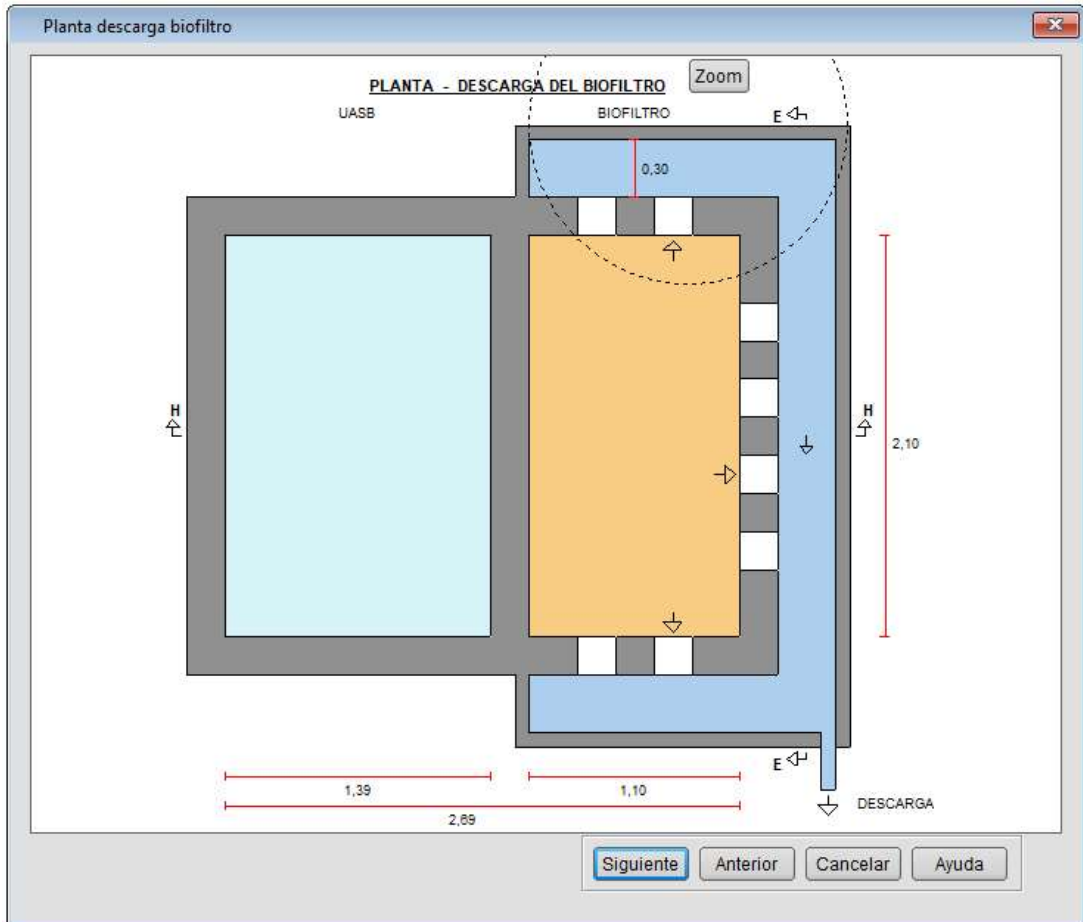 Planta descarga biofiltro
PLANTA - DESCARGA DEL BIOFILTRO
Zoom
UASB
BIOFILTRO
E
0,30
H
H
2,10
E
1,39
1,10
2,69
DESCARGA
Siguiente
Anterior
Cancelar
Ayuda